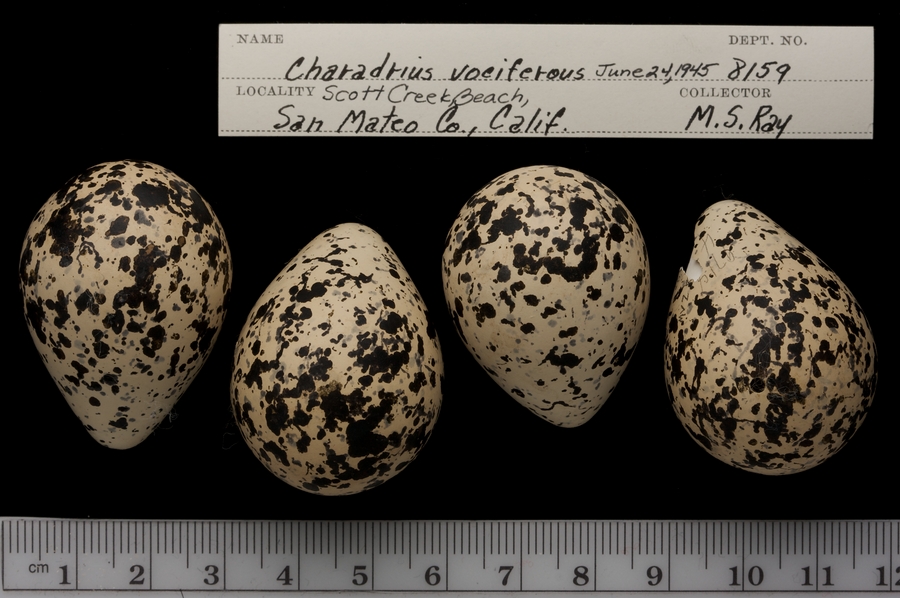 NAME DEPT. NO.
Charadrius vociferous June 24, 1945 8159
LOCALITY Scott Creek Beach, COLLECTOR
San Mateo Co., Calif. M.S. Ray
cm 1 2 3 4 5 6 7 8 9 10 11 12